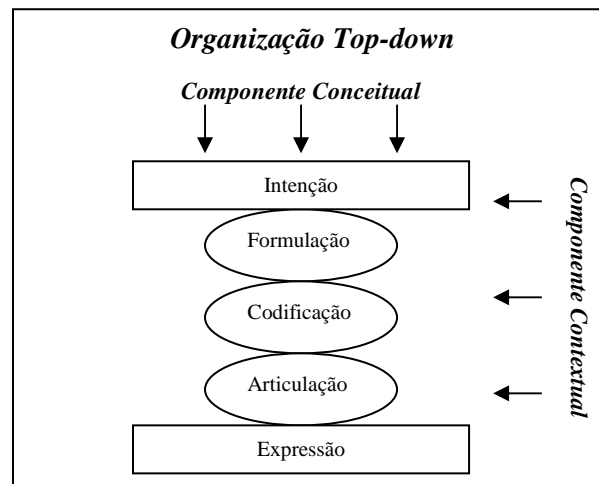 Organização Top-down
Componente Conceitual
Intenção
Formulação
Codificação
Articulação
Expressão
Componente Contextual